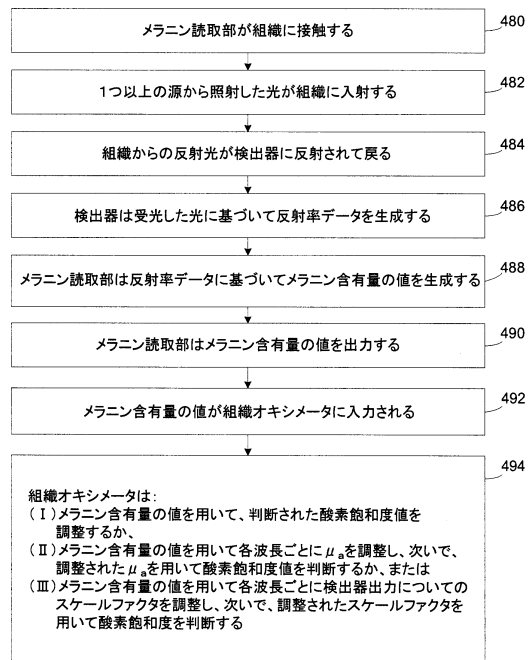 メラニン読取部が組織に接触する
480
1つ以上の源から照射した光が組織に入射する
482
組織からの反射光が検出器に反射されて戻る
484
検出器は受光した光に基づいて反射率データを生成する
486
メラニン読取部は反射率データに基づいてメラニン含有量の値を生成する
488
メラニン読取部はメラニン含有量の値を出力する
490
メラニン含有量の値が組織オキシメータに入力される
492
494
組織オキシメータは:
(Ⅰ)メラニン含有量の値を用いて、判断された酸素飽和度値を
調整するか、
(Ⅱ)メラニン含有量の値を用いて各波長ごとにμaを調整し、次いで、
調整されたμaを用いて酸素飽和度値を判断するか、または
(Ⅲ)メラニン含有量の値を用いて各波長ごとに検出器出力についての
スケールファクタを調整し、次いで、調整されたスケールファクタを
用いて酸素飽和度を判断する